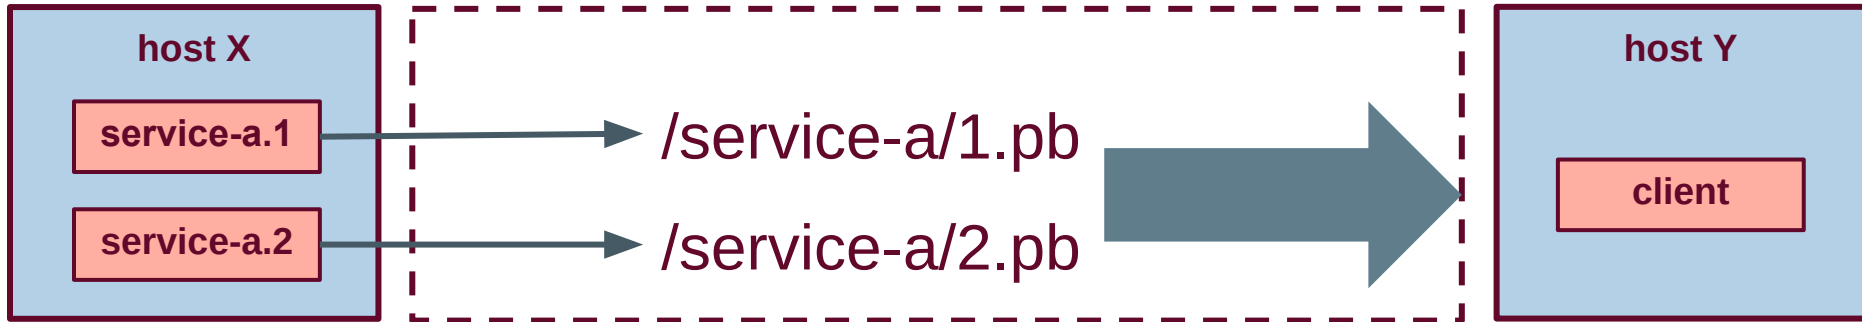 host X
service-a.1
service-a.2
/service-a/1.pb
/service-a/2.pb
host Y
client